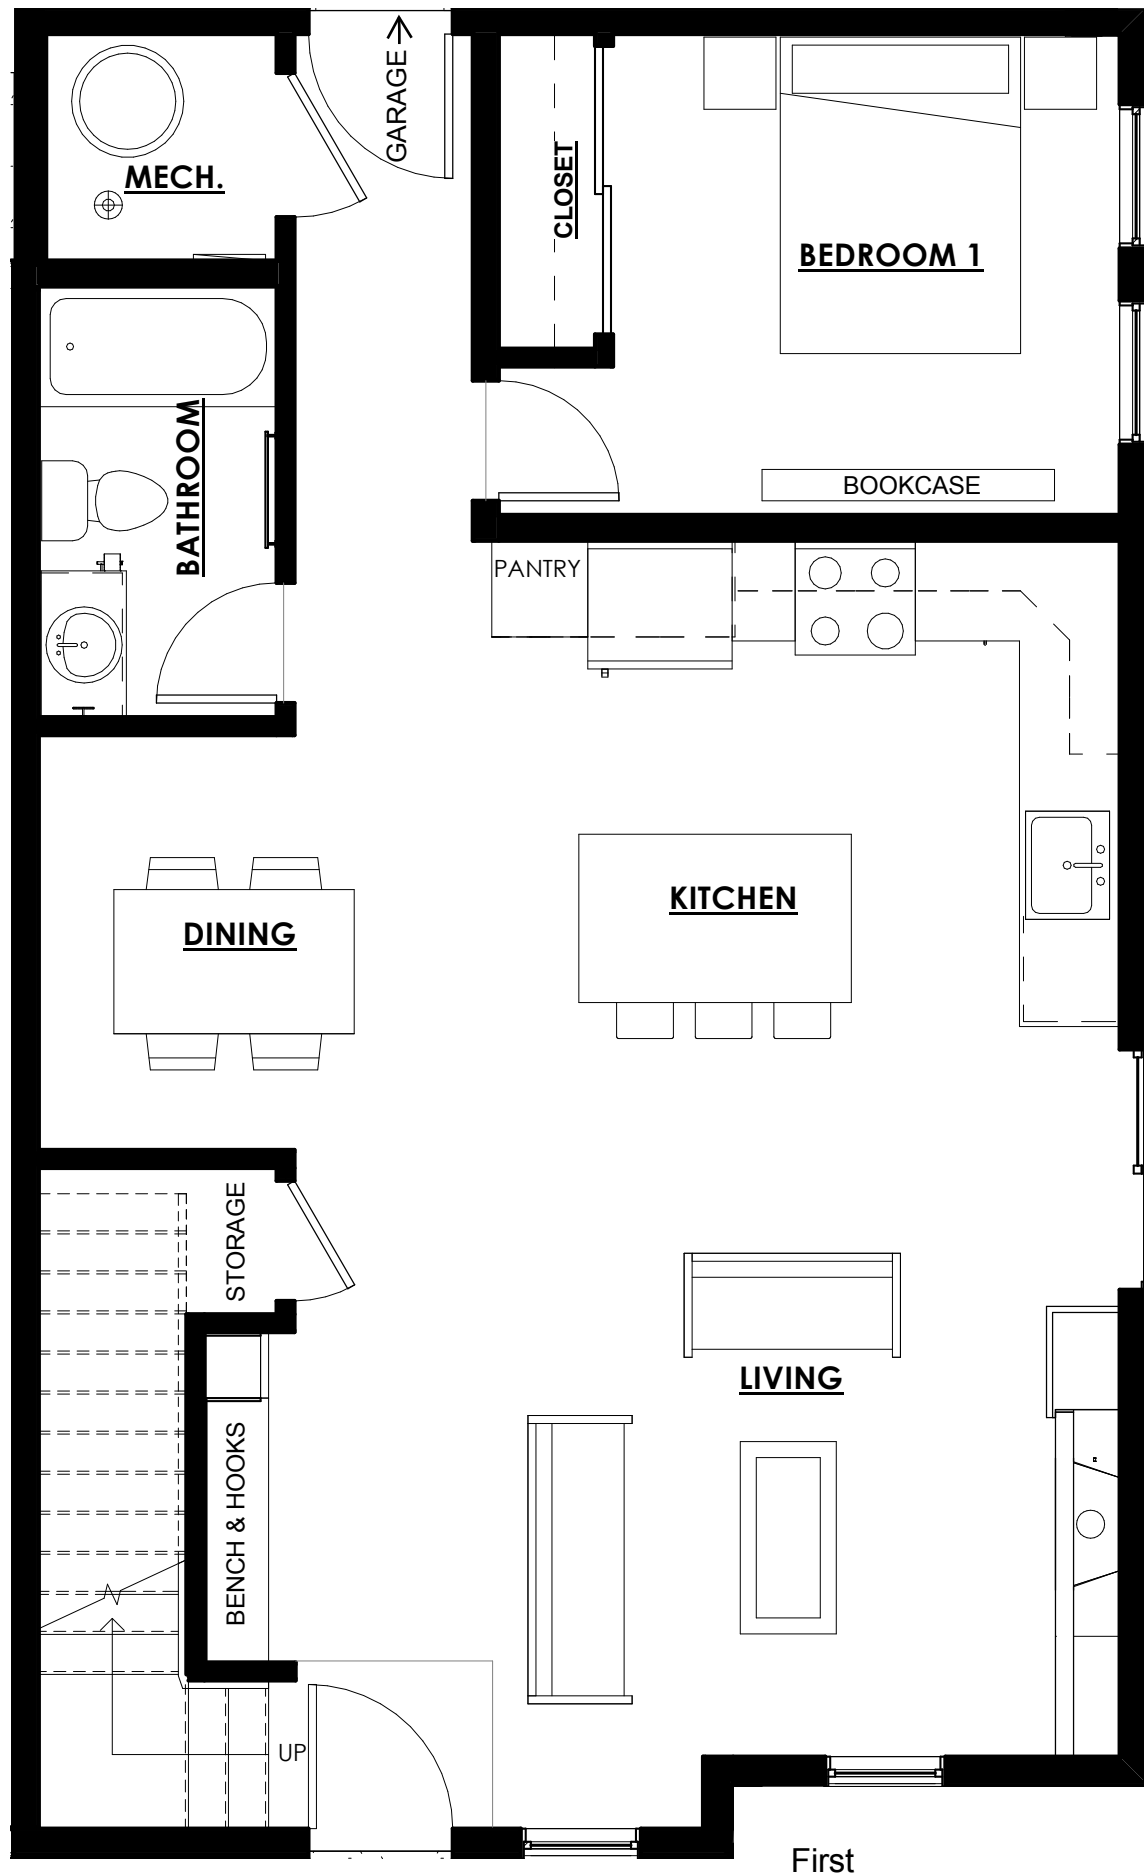 GARAGE
MECH.
CLOSET
BEDROOM 1
BATHROOM
BOOKCASE
PANTRY
KITCHEN
DINING
STORAGE
LIVING
BENCH & HOOKS
UP
First